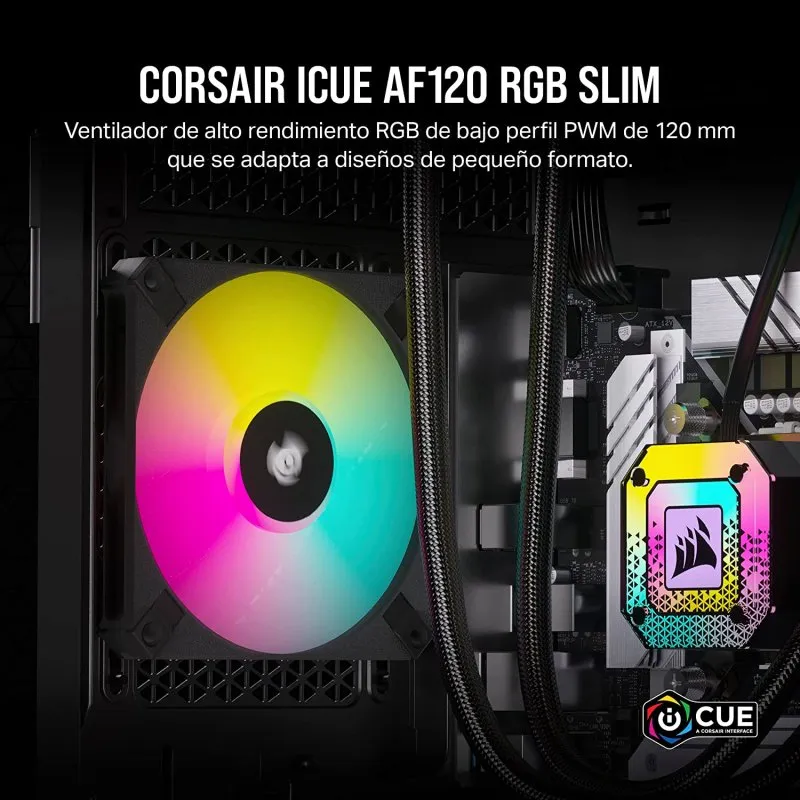 CORSAIR ICUE AF120 RGB SLIM
Ventilador de alto rendimiento RGB de bajo perfil PWM de 120 mm
que se adapta a diseños de pequeño formato.
iCUE
A CORSAIR INTERFACE